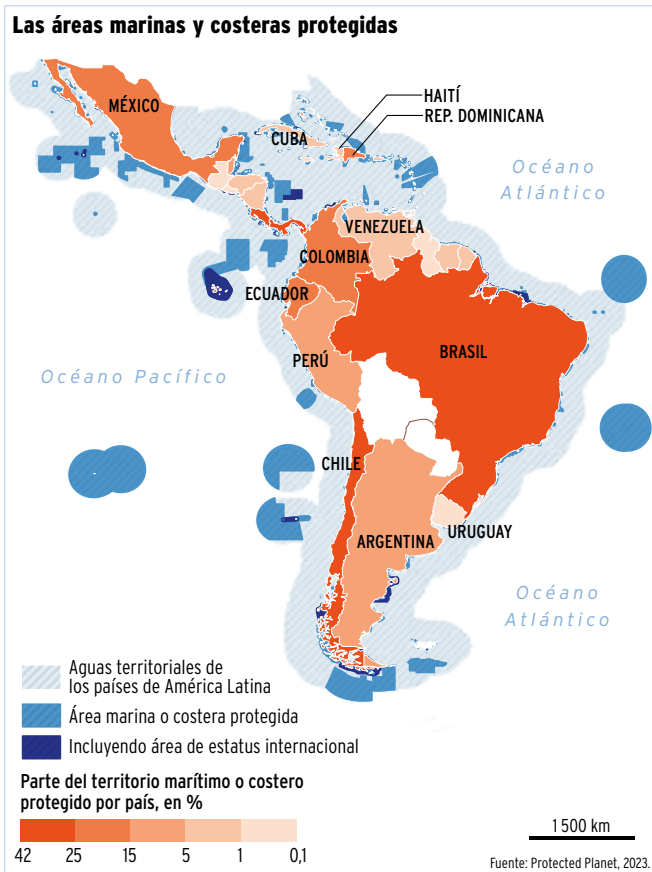 Las áreas marinas y costeras protegidas
MÉXICO
HAITÍ
REP. DOMINICANA
CUBA
Océano
Atlántico
VENEZUELA
COLOMBIA
ECUADOR
PERÚ
BRASIL
Océano Pacífico
CHILE
ARGENTINA
URUGUAY
Océano
Atlántico
Aguas territoriales de
los países de América Latina
Área marina o costera protegida
Incluyendo área de estatus internacional
Parte del territorio marítimo o costero
protegido por país, en %
42 25 15 5 1 0,1
1 500 km
Fuente: Protected Planet, 2023.